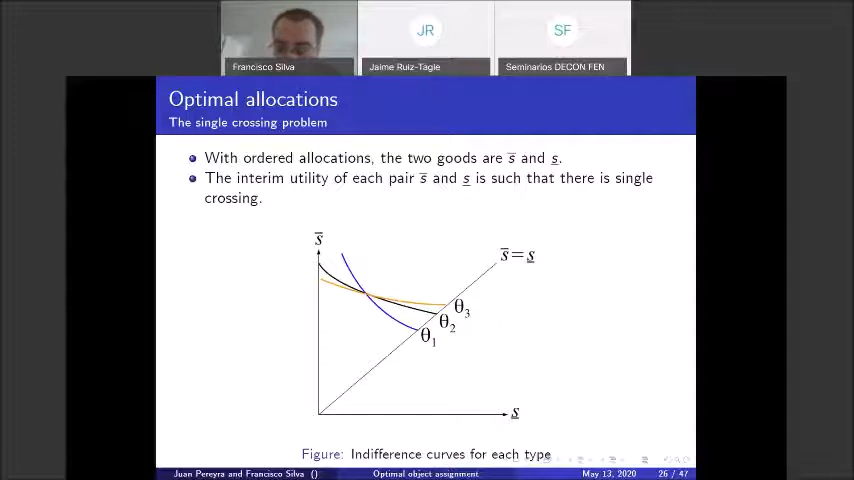 JR
SF
Francisco Silva
Jaime Ruiz-Tagle
Seminarios DECON FEN
Optimal allocations
The single crossing problem
With ordered allocations, the two goods are s̅ and s̲.
The interim utility of each pair s̅ and s̲ is such that there is single
crossing.
s̅
s̅=s̲
θ₃
θ₂
θ₁
s̲
Figure: Indifference curves for each type
Juan Pereyra and Francisco Silva ()
Optimal object assignment
May 13, 2020
26 / 47